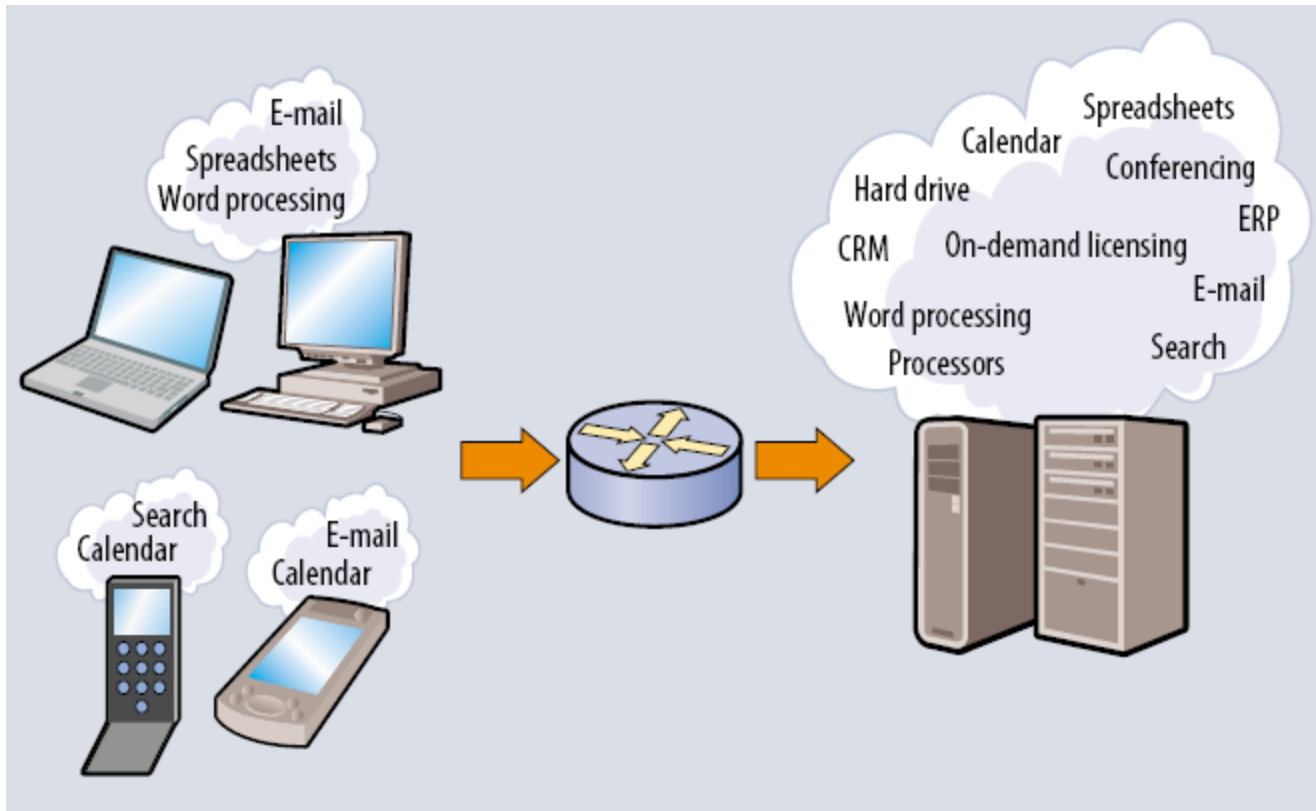 E-mail
Spreadsheets
Word processing
Search
Calendar
E-mail
Calendar
Spreadsheets
Calendar
Conferencing
Hard drive
ERP
CRM
On-demand licensing
E-mail
Word processing
Search
Processors